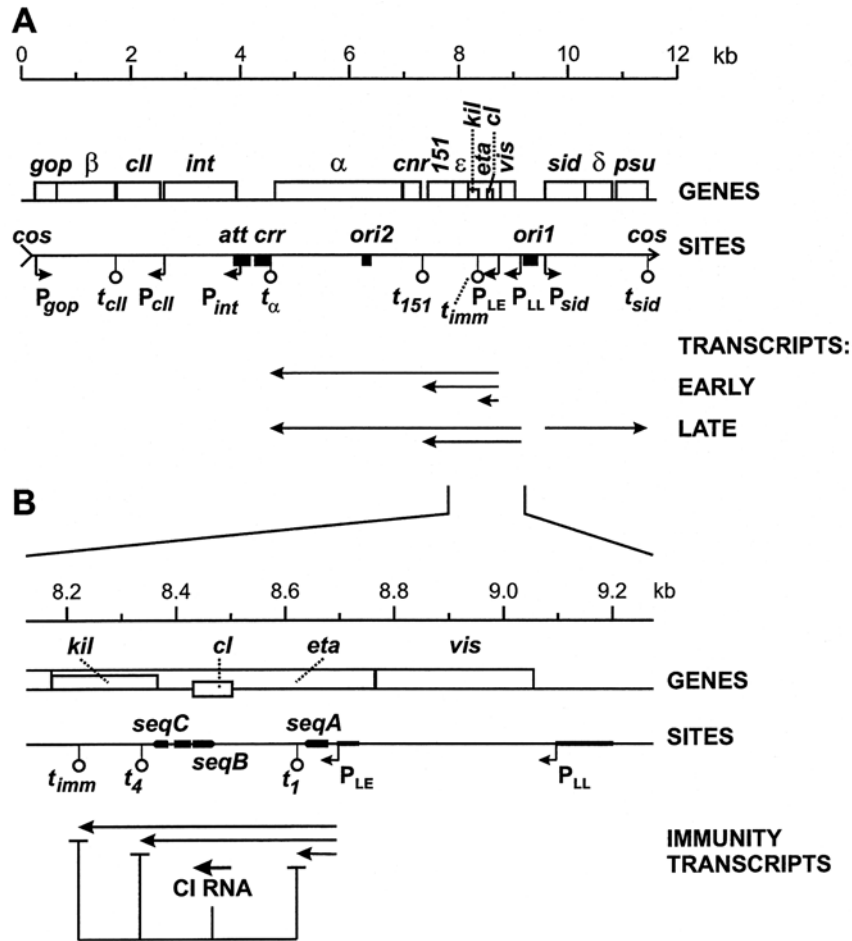 A
0 2 4 6 8 10 12 kb
gop β cII int α cnr 151 ε kil eta cI vis sid δ psu
GENES
cos att crr ori2 ori1 cos
SITES
Pgop tcII PcII Pint tα t151 timm PLE PLL Psid tsid
TRANSCRIPTS:
EARLY
LATE
B
8.2 8.4 8.6 8.8 9.0 9.2 kb
kil cI eta vis
GENES
seqC seqA
SITES
seqB
timm t4 t1 PLE PLL
IMMUNITY
TRANSCRIPTS
CI RNA